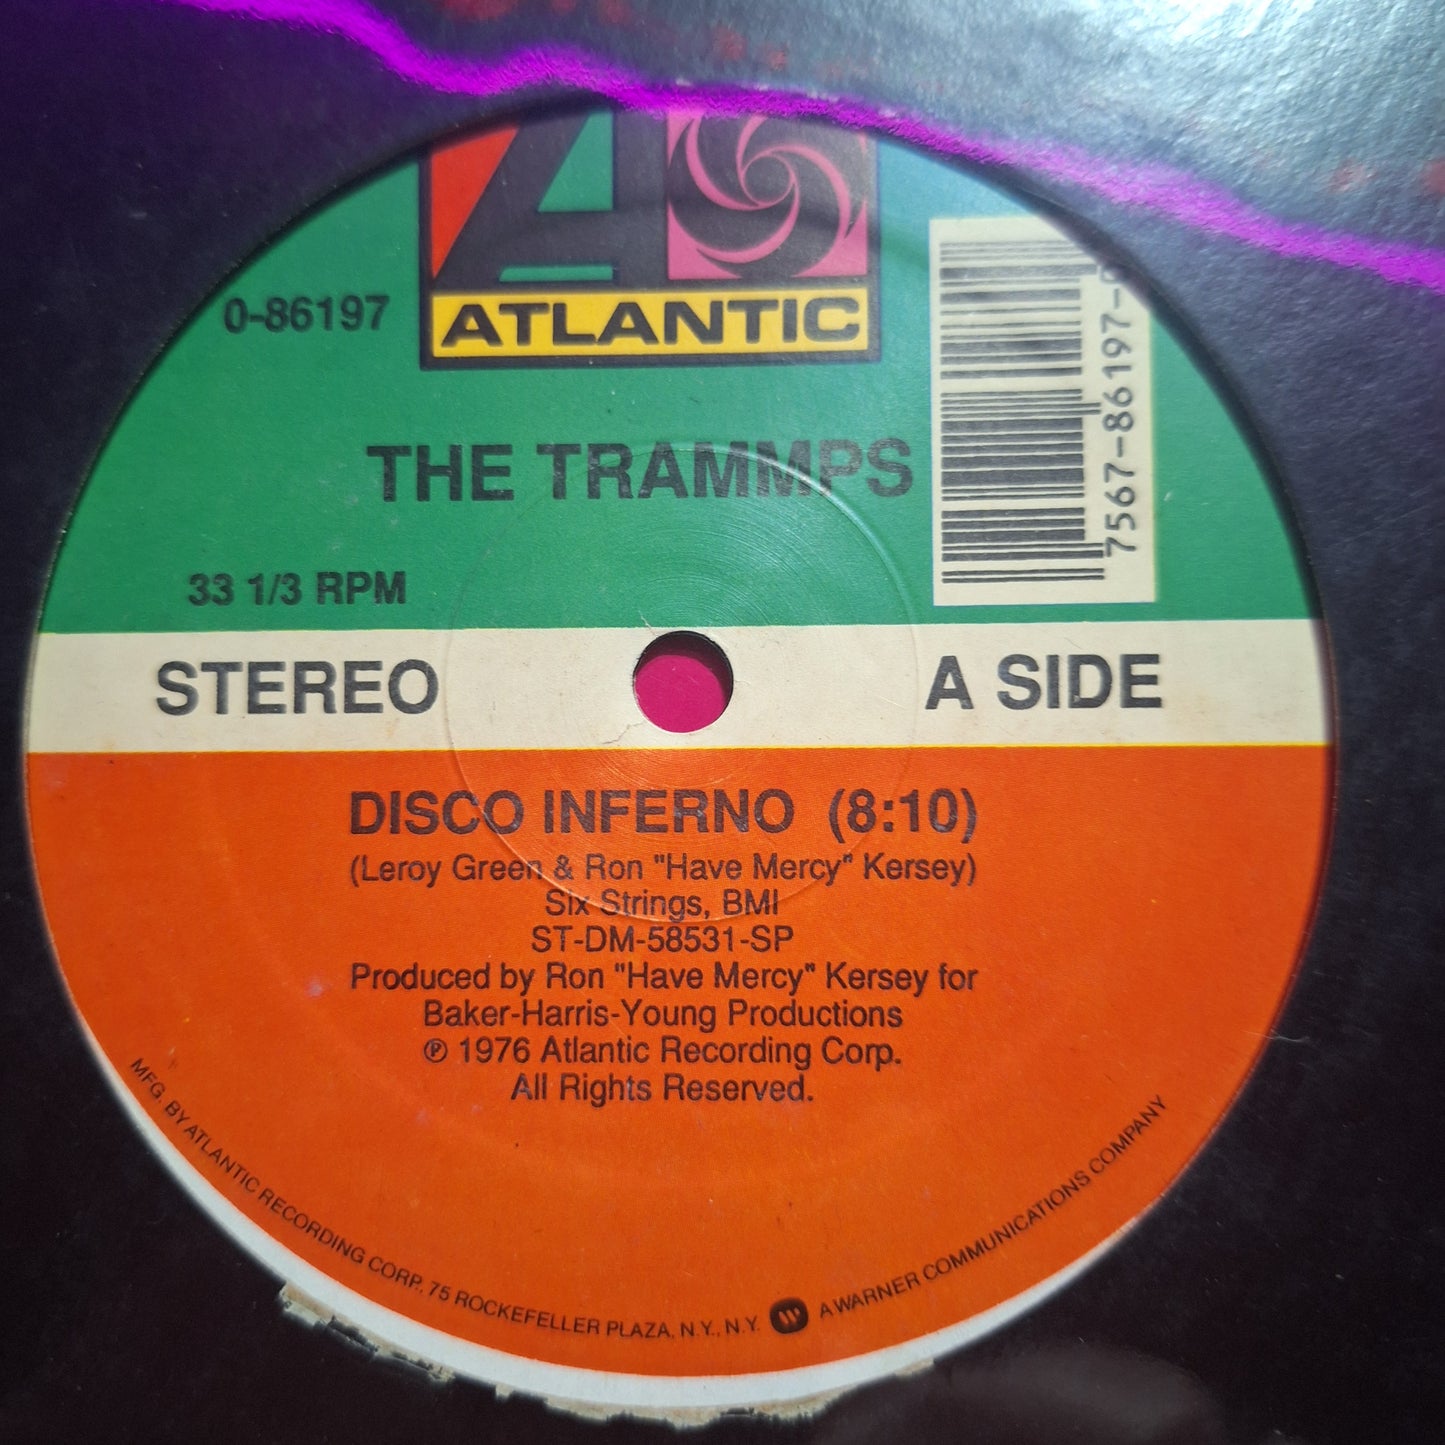 ATLANTIC
0-86197
7567-86197-0
THE TRAMMPS
33 1/3 RPM
STEREO
A SIDE
DISCO INFERNO (8:10)
(Leroy Green & Ron "Have Mercy" Kersey)
Six Strings, BMI
ST-DM-58531-SP
Produced by Ron "Have Mercy" Kersey for
Baker-Harris-Young Productions
℗ 1976 Atlantic Recording Corp.
All Rights Reserved.
MFG. BY ATLANTIC RECORDING CORP., 75 ROCKEFELLER PLAZA, N.Y., N.Y. A WARNER COMMUNICATIONS COMPANY